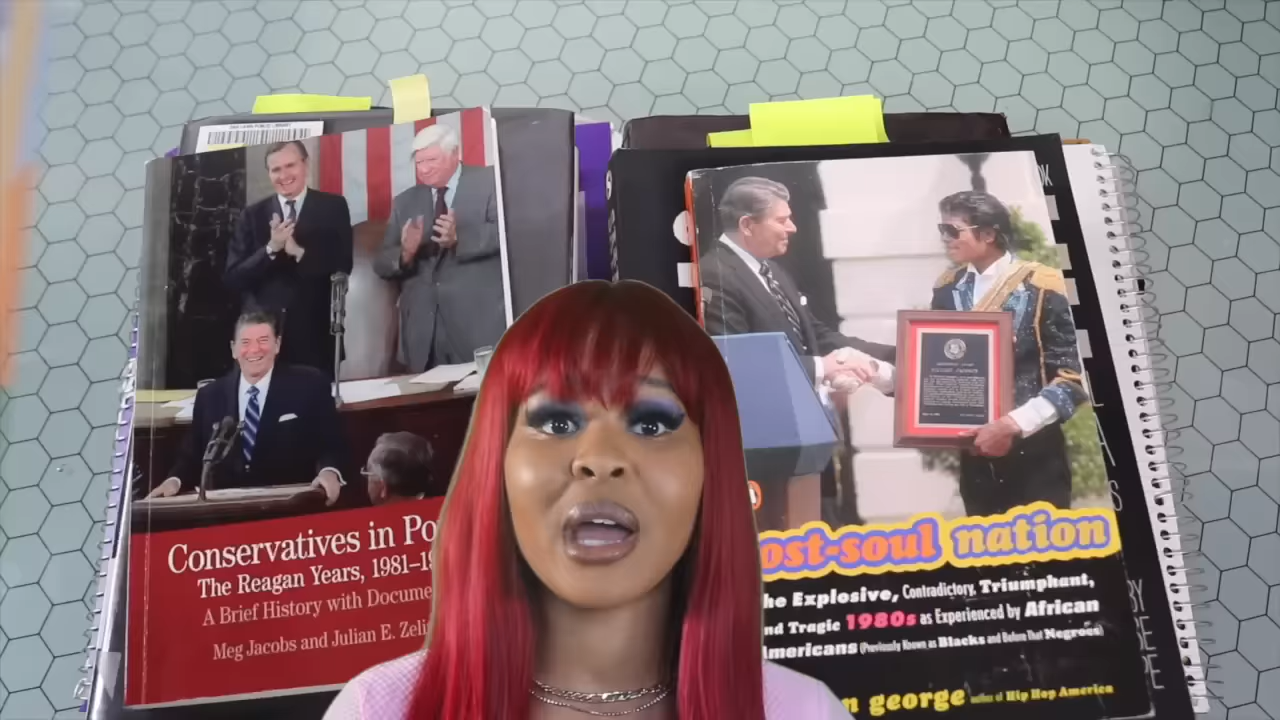 Conservatives in Po
The Reagan Years, 1981–19
A Brief History with Docume
Meg Jacobs and Julian E. Zeli
ost-soul nation
he Explosive, Contradictory, Triumphant,
nd Tragic 1980s as Experienced by African
mericans (Previously Known as Blacks and Before That Negroes)
n george author of Hip Hop America